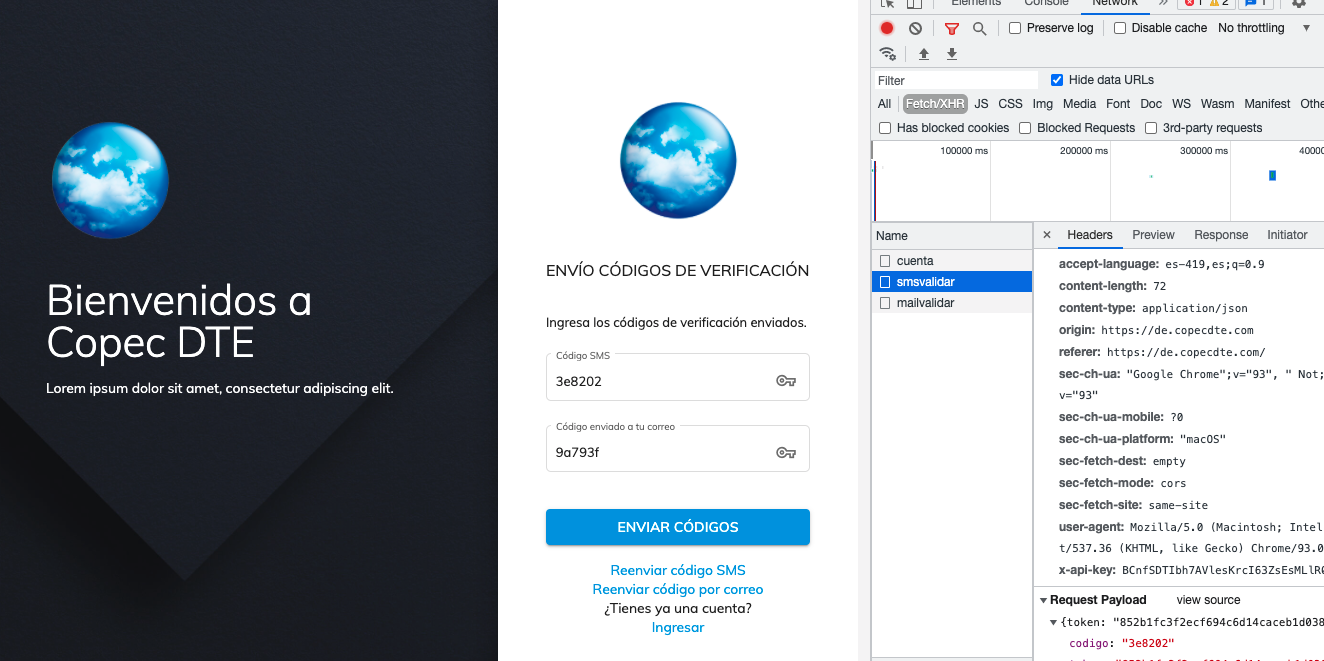 Bienvenidos a
Copec DTE
Lorem ipsum dolor sit amet, consectetur adipiscing elit.
ENVÍO CÓDIGOS DE VERIFICACIÓN
Ingresa los códigos de verificación enviados.
Código SMS
3e8202
Código enviado a tu correo
9a793f
ENVIAR CÓDIGOS
Reenviar código SMS
Reenviar código por correo
¿Tienes ya una cuenta?
Ingresar
Elements Console Network 1 2 1
Preserve log Disable cache No throttling
Filter Hide data URLs
All Fetch/XHR JS CSS Img Media Font Doc WS Wasm Manifest Othe
Has blocked cookies Blocked Requests 3rd-party requests
100000 ms 200000 ms 300000 ms 40000
Name
cuenta
smsvalidar
mailvalidar
Headers Preview Response Initiator
accept-language: es-419,es;q=0.9
content-length: 72
content-type: application/json
origin: https://de.copecdte.com
referer: https://de.copecdte.com/
sec-ch-ua: "Google Chrome";v="93", " Not;
v="93"
sec-ch-ua-mobile: ?0
sec-ch-ua-platform: "macOS"
sec-fetch-dest: empty
sec-fetch-mode: cors
sec-fetch-site: same-site
user-agent: Mozilla/5.0 (Macintosh; Intel
t/537.36 (KHTML, like Gecko) Chrome/93.0
x-api-key:
Request Payload view source
{token: "852b1fc3f2ecf694c6d14caceb1d038
codigo: "3e8202"